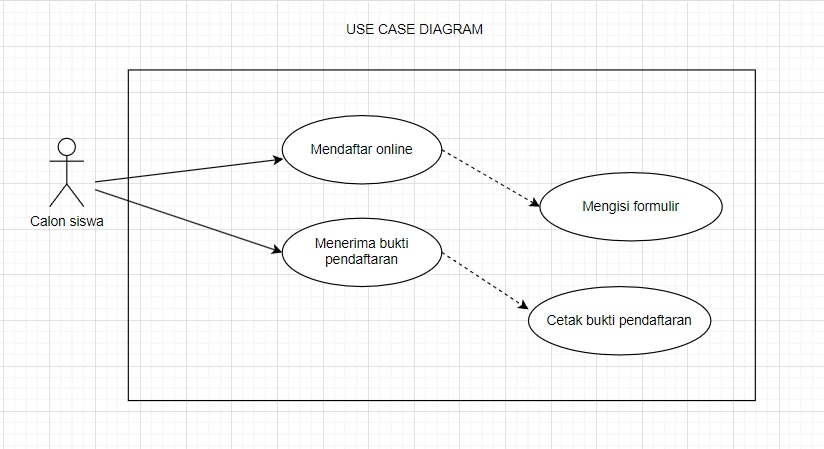 USE CASE DIAGRAM
Mendaftar online
Mengisi formulir
Calon siswa
Menerima bukti
pendaftaran
Cetak bukti pendaftaran